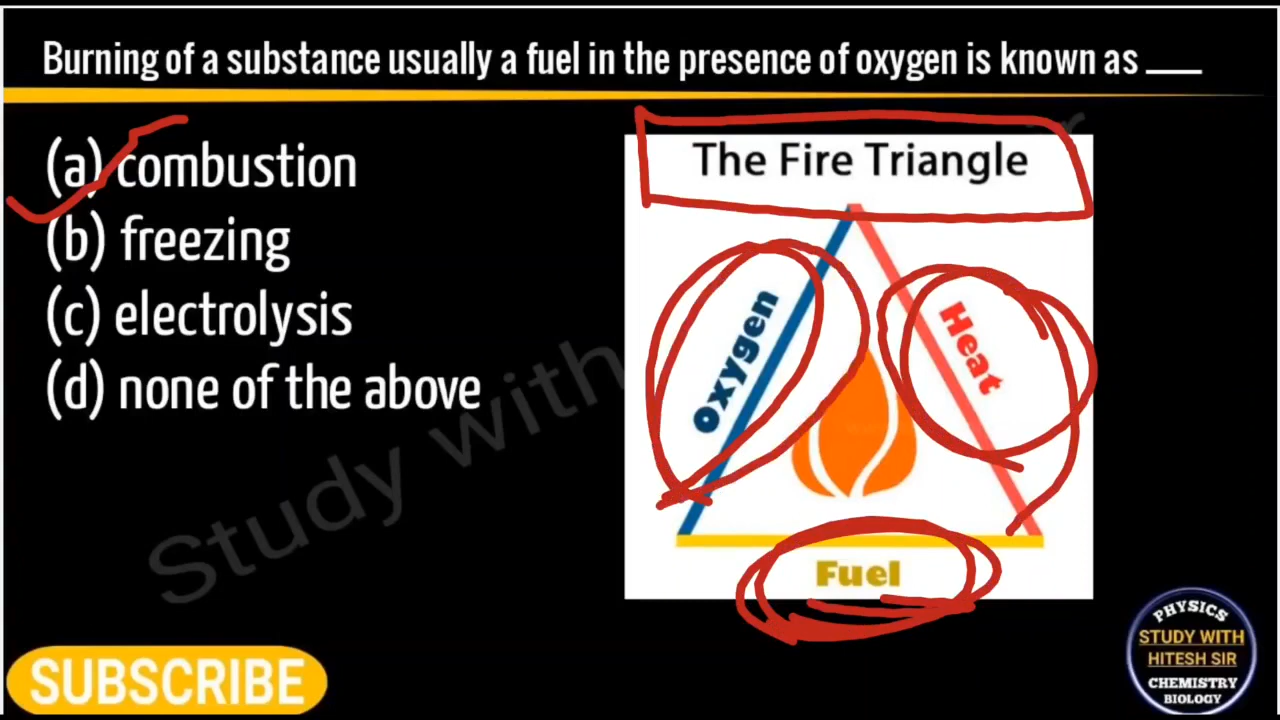 Burning of a substance usually a fuel in the presence of oxygen is known as ___
(a) combustion
(b) freezing
(c) electrolysis
(d) none of the above
The Fire Triangle
Oxygen
Heat
Fuel
Study with
SUBSCRIBE
PHYSICS
STUDY WITH
HITESH SIR
CHEMISTRY
BIOLOGY